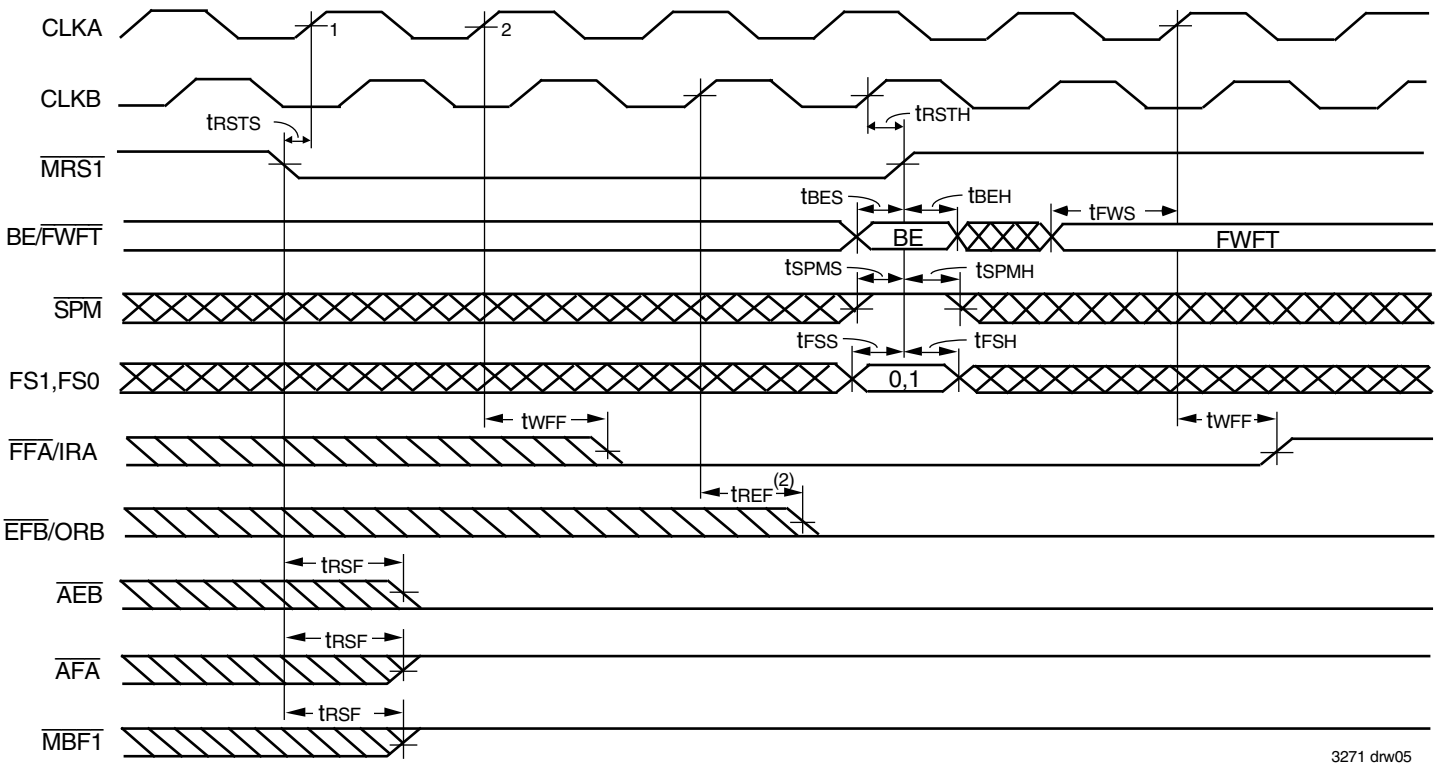 CLKA
1
2
CLKB
tRSTS
tRSTH
MRS1
tBES
tBEH
tFWS
BE/FWFT
BE
FWFT
tSPMS
tSPMH
SPM
tFSS
tFSH
FS1,FS0
0,1
tWFF
tWFF
FFA/IRA
tREF(2)
EFB/ORB
tRSF
AEB
tRSF
AFA
tRSF
MBF1
3271 drw05